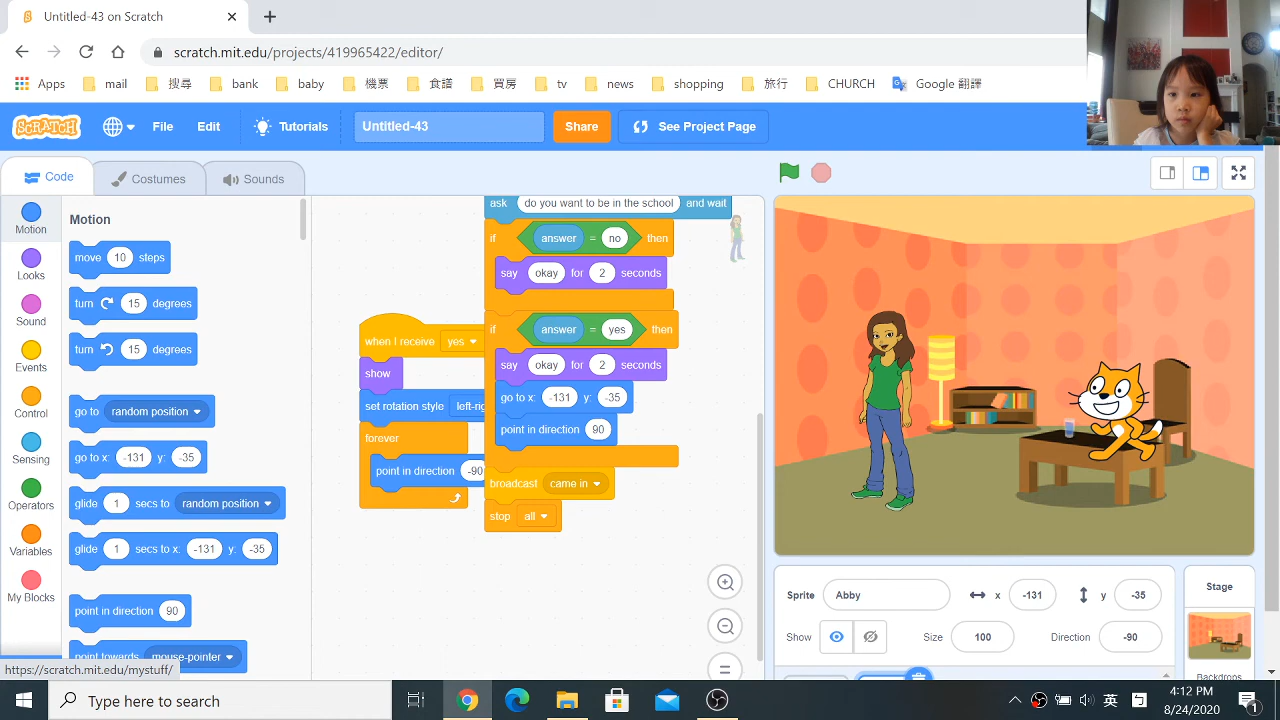 Untitled-43 on Scratch
scratch.mit.edu/projects/419965422/editor/
Apps mail 搜尋 bank baby 機票 食譜 買房 tv news shopping 旅行 CHURCH Google 翻譯
SCRATCH File Edit Tutorials Untitled-43 Share See Project Page
Code Costumes Sounds
Motion
Looks
Sound
Events
Control
Sensing
Operators
Variables
My Blocks
Motion
move 10 steps
turn 15 degrees
turn 15 degrees
go to random position
go to x: -131 y: -35
glide 1 secs to random position
glide 1 secs to x: -131 y: -35
point in direction 90
point towards mouse-pointer
https://scratch.mit.edu/mystuff/
when I receive yes
show
set rotation style left-rig
forever
point in direction -90
ask do you want to be in the school and wait
if answer = no then
say okay for 2 seconds
if answer = yes then
say okay for 2 seconds
go to x: -131 y: -35
point in direction 90
broadcast came in
stop all
Sprite Abby x -131 y -35
Show Size 100 Direction -90
Stage
Backdrops
Type here to search
英
4:12 PM
8/24/2020
1